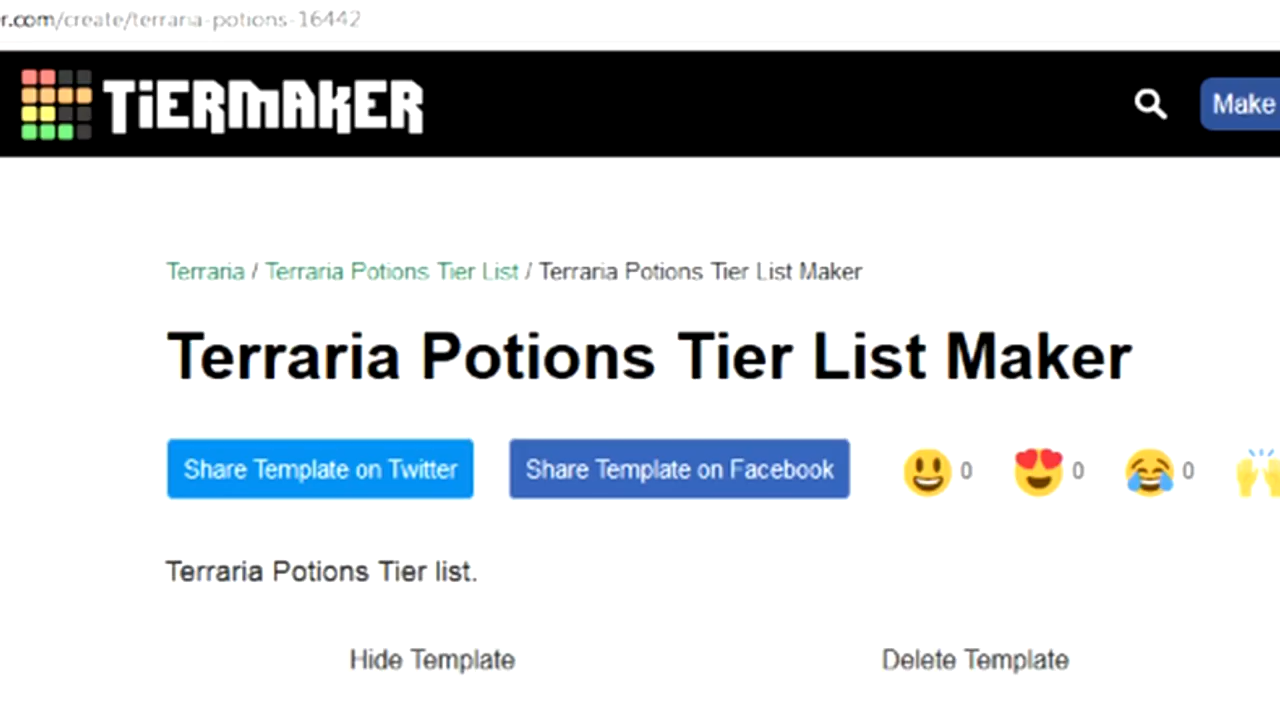 r.com/create/terraria-potions-16442
TiERMAKER
Make
Terraria / Terraria Potions Tier List / Terraria Potions Tier List Maker
Terraria Potions Tier List Maker
Share Template on Twitter Share Template on Facebook 0 0 0
Terraria Potions Tier list.
Hide Template Delete Template